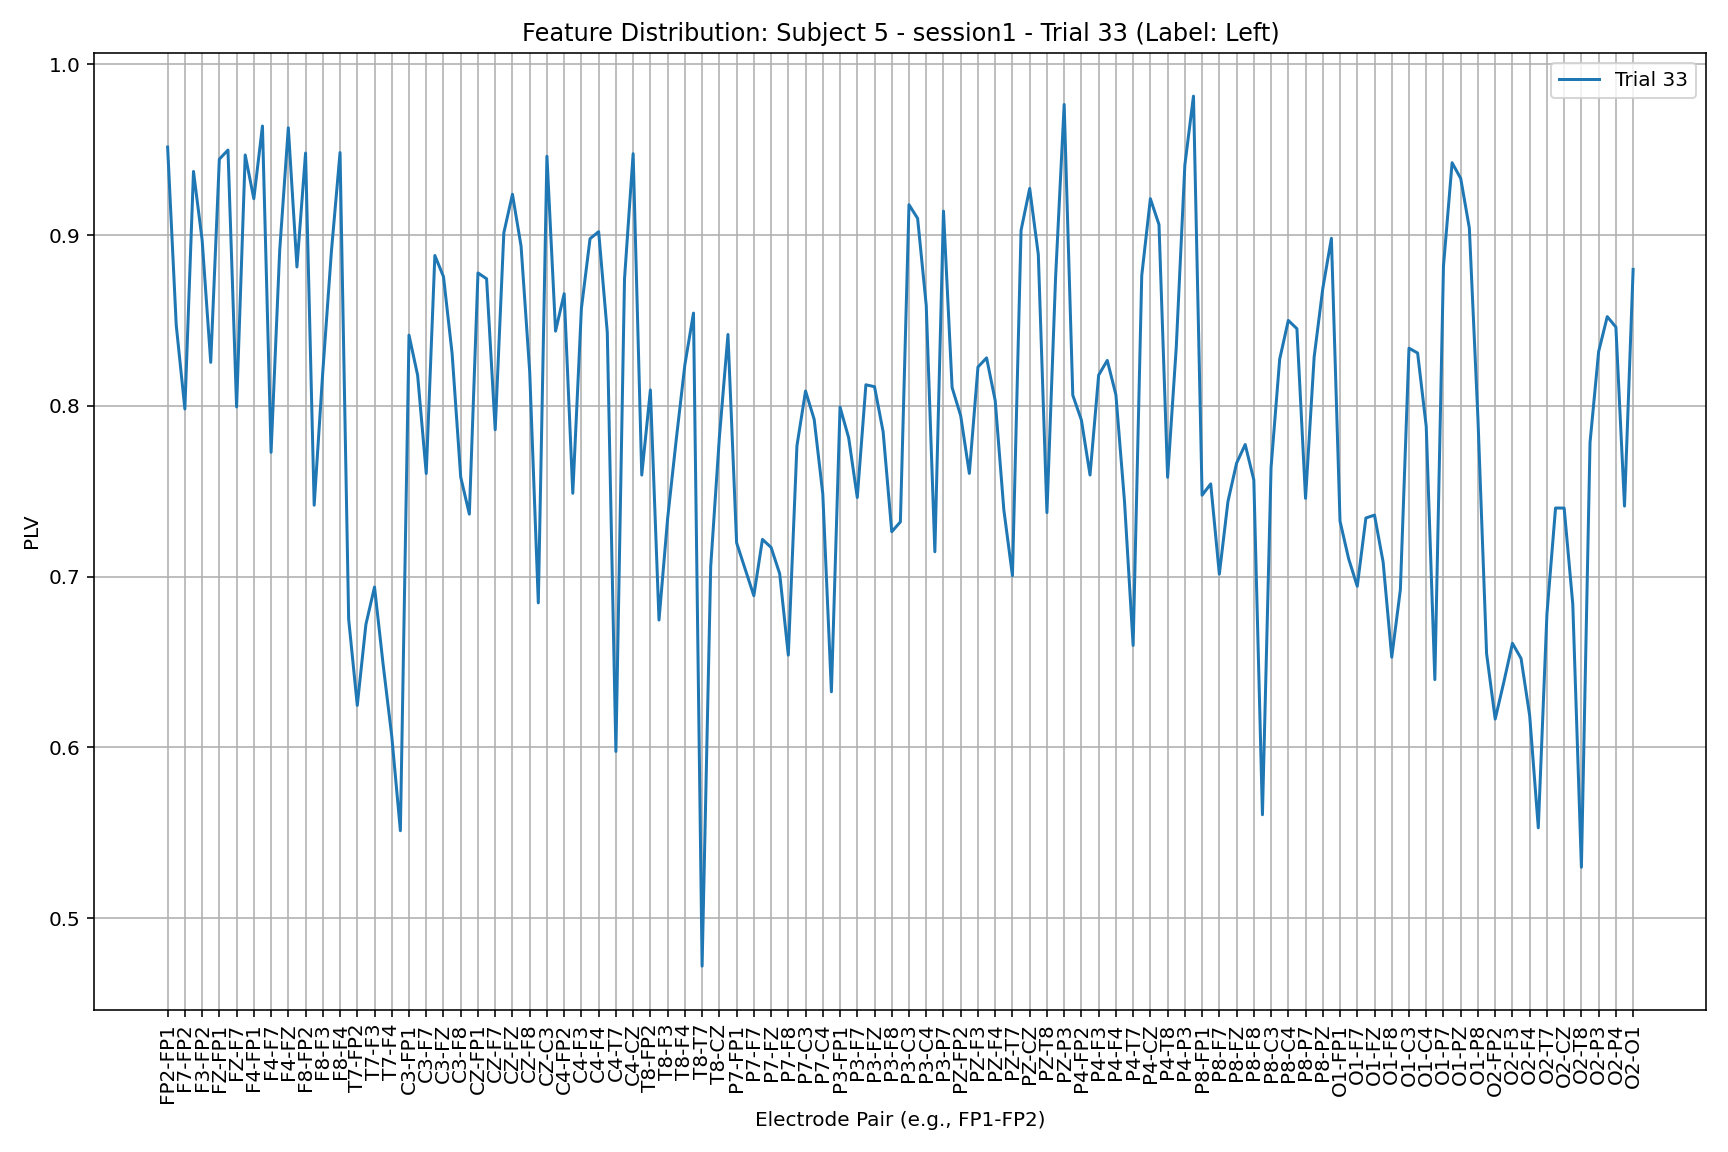 Feature Distribution: Subject 5 - session1 - Trial 33 (Label: Left)
Trial 33
1.0
0.9
0.8
0.7
0.6
0.5
PLV
FP2-FP1
F7-FP2
F3-FP2
FZ-FP1
FZ-F7
F4-FP1
F4-F7
F4-FZ
F8-FP2
F8-F3
F8-F4
T7-FP2
T7-F3
T7-F4
C3-FP1
C3-F7
C3-FZ
C3-F8
CZ-FP1
CZ-F7
CZ-FZ
CZ-F8
CZ-C3
C4-FP2
C4-F3
C4-F4
C4-T7
C4-CZ
T8-FP2
T8-F3
T8-F4
T8-T7
T8-CZ
P7-FP1
P7-F7
P7-FZ
P7-F8
P7-C3
P7-C4
P3-FP1
P3-F7
P3-FZ
P3-F8
P3-C3
P3-C4
P3-P7
PZ-FP2
PZ-F3
PZ-F4
PZ-T7
PZ-CZ
PZ-T8
PZ-P3
P4-FP2
P4-F3
P4-F4
P4-T7
P4-CZ
P4-T8
P4-P3
P8-FP1
P8-F7
P8-FZ
P8-F8
P8-C3
P8-C4
P8-P7
P8-PZ
O1-FP1
O1-F7
O1-FZ
O1-F8
O1-C3
O1-C4
O1-P7
O1-PZ
O1-P8
O2-FP2
O2-F3
O2-F4
O2-T7
O2-CZ
O2-T8
O2-P3
O2-P4
O2-O1
Electrode Pair (e.g., FP1-FP2)